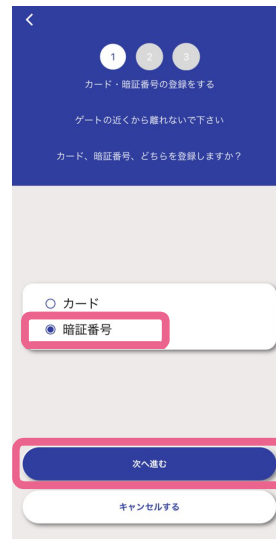 1 2 3
カード・暗証番号の登録をする
ゲートの近くから離れないで下さい
カード、暗証番号、どちらを登録しますか？
カード
暗証番号
次へ進む
キャンセルする